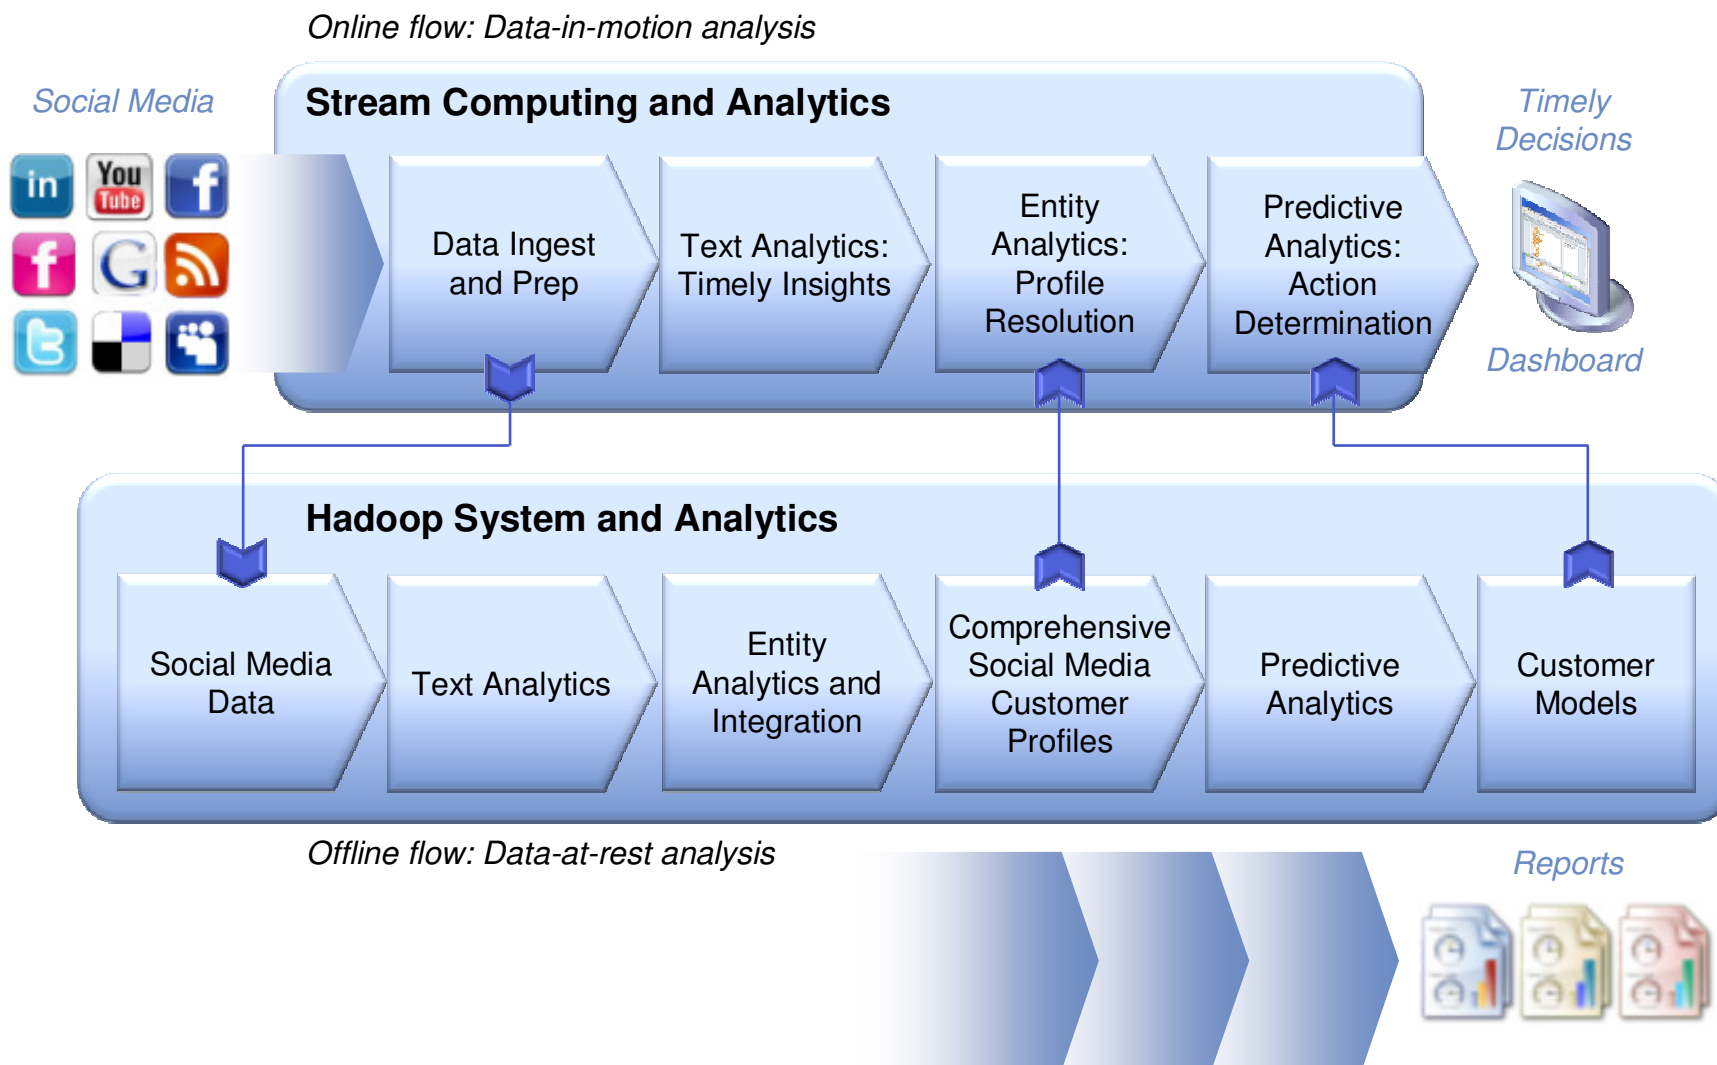 Online flow: Data-in-motion analysis
Social Media
Stream Computing and Analytics
Timely
Decisions
in
You
Tube
f
f
G
Data Ingest
and Prep
Text Analytics:
Timely Insights
Entity
Analytics:
Profile
Resolution
Predictive
Analytics:
Action
Determination
Dashboard
Hadoop System and Analytics
Social Media
Data
Text Analytics
Entity
Analytics and
Integration
Comprehensive
Social Media
Customer
Profiles
Predictive
Analytics
Customer
Models
Offline flow: Data-at-rest analysis
Reports